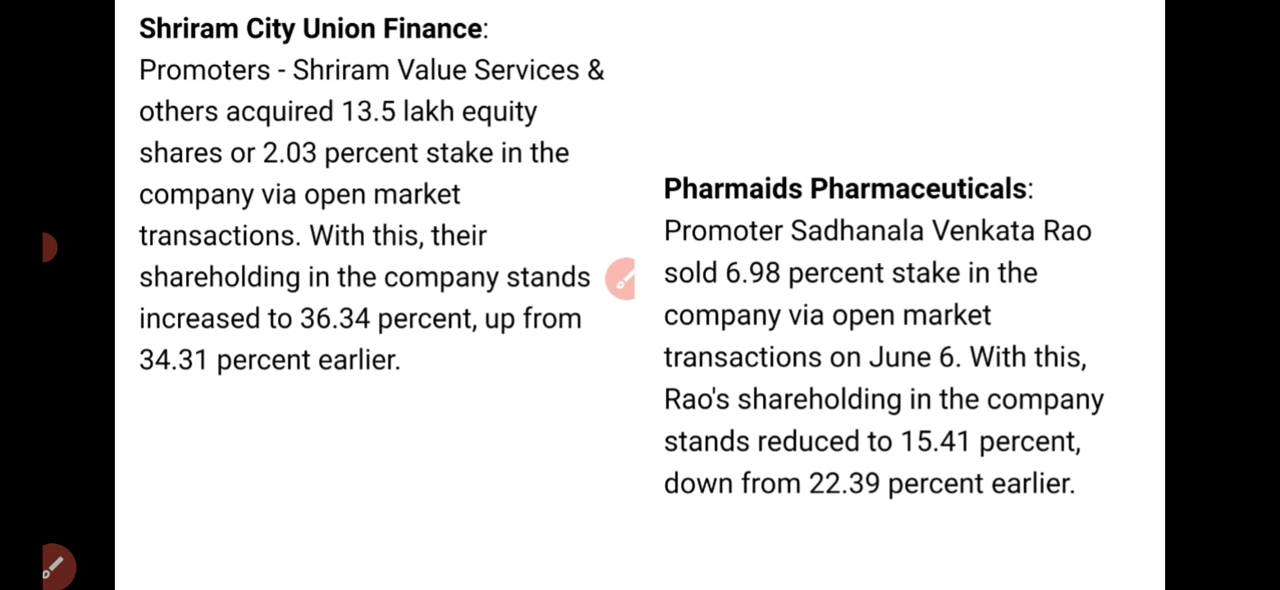 Shriram City Union Finance:
Promoters - Shriram Value Services &
others acquired 13.5 lakh equity
shares or 2.03 percent stake in the
company via open market
transactions. With this, their
shareholding in the company stands
increased to 36.34 percent, up from
34.31 percent earlier.
Pharmaids Pharmaceuticals:
Promoter Sadhanala Venkata Rao
sold 6.98 percent stake in the
company via open market
transactions on June 6. With this,
Rao's shareholding in the company
stands reduced to 15.41 percent,
down from 22.39 percent earlier.